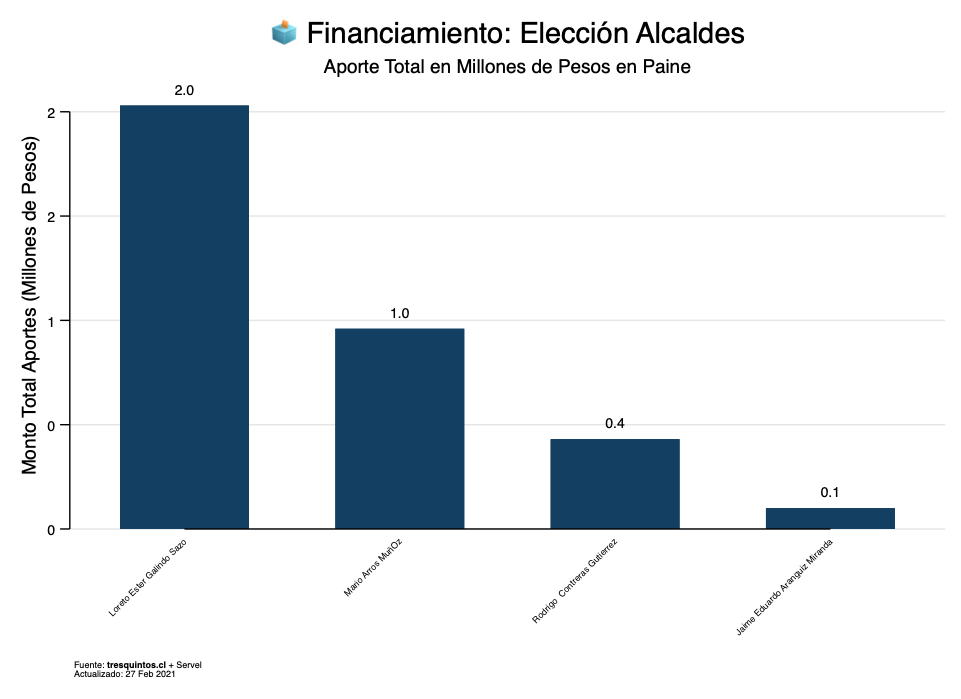 Financiamiento: Elección Alcaldes
Aporte Total en Millones de Pesos en Paine
Monto Total Aportes (Millones de Pesos)
2
2
1
0
0
2.0
1.0
0.4
0.1
Loreto Ester Galindo Sazo
Mario Arros MuñOz
Rodrigo  Contreras Gutierrez
Jaime Eduardo Aranguiz Miranda
Fuente: tresquintos.cl + Servel
Actualizado: 27 Feb 2021